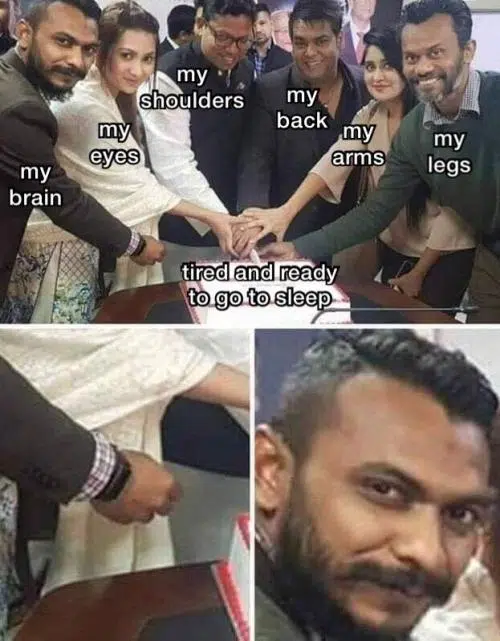 my
brain
my
eyes
my
shoulders
my
back
my
arms
my
legs
tired and ready
to go to sleep